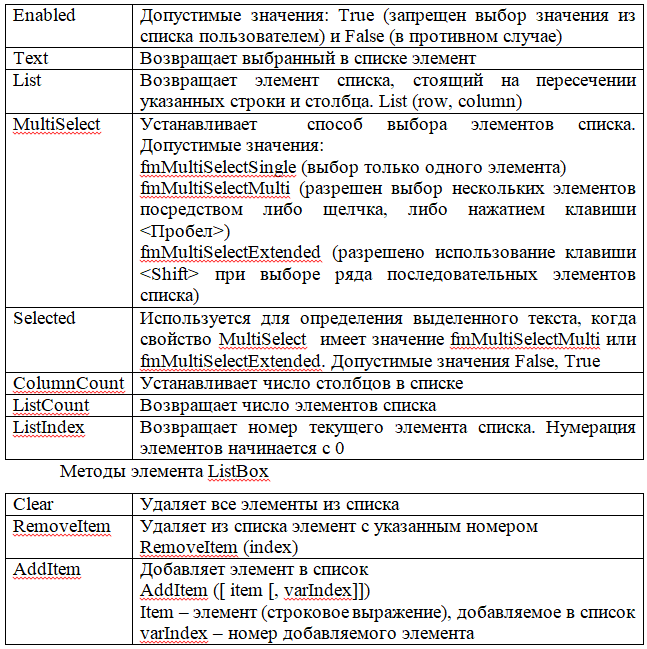 Enabled Допустимые значения: True (запрещен выбор значения из
списка пользователем) и False (в противном случае)
Text Возвращает выбранный в списке элемент
List Возвращает элемент списка, стоящий на пересечении
указанных строки и столбца. List (row, column)
MultiSelect Устанавливает способ выбора элементов списка.
Допустимые значения:
fmMultiSelectSingle (выбор только одного элемента)
fmMultiSelectMulti (разрешен выбор нескольких элементов
посредством либо щелчка, либо нажатием клавиши
<Пробел>)
fmMultiSelectExtended (разрешено использование клавиши
<Shift> при выборе ряда последовательных элементов
списка)
Selected Используется для определения выделенного текста, когда
свойство MultiSelect имеет значение fmMultiSelectMulti или
fmMultiSelectExtended. Допустимые значения False, True
ColumnCount Устанавливает число столбцов в списке
ListCount Возвращает число элементов списка
ListIndex Возвращает номер текущего элемента списка. Нумерация
элементов начинается с 0
Методы элемента ListBox
Clear Удаляет все элементы из списка
RemoveItem Удаляет из списка элемент с указанным номером
RemoveItem (index)
AddItem Добавляет элемент в список
AddItem ([ item [, varIndex]])
Item – элемент (строковое выражение), добавляемое в список
varIndex – номер добавляемого элемента